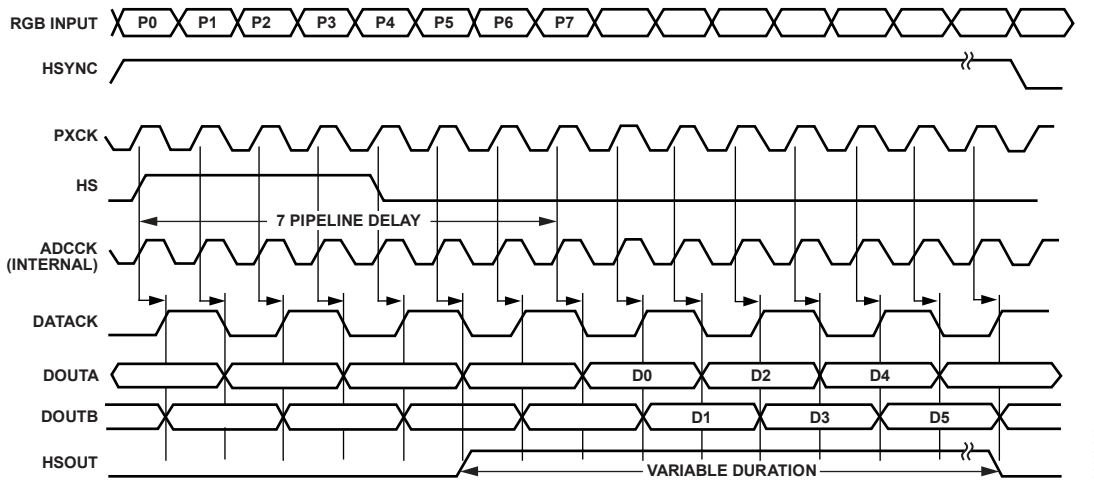 RGB INPUT P0 P1 P2 P3 P4 P5 P6 P7
HSYNC
PXCK
HS
7 PIPELINE DELAY
ADCCK
(INTERNAL)
DATACK
DOUTA D0 D2 D4
DOUTB D1 D3 D5
HSOUT
VARIABLE DURATION